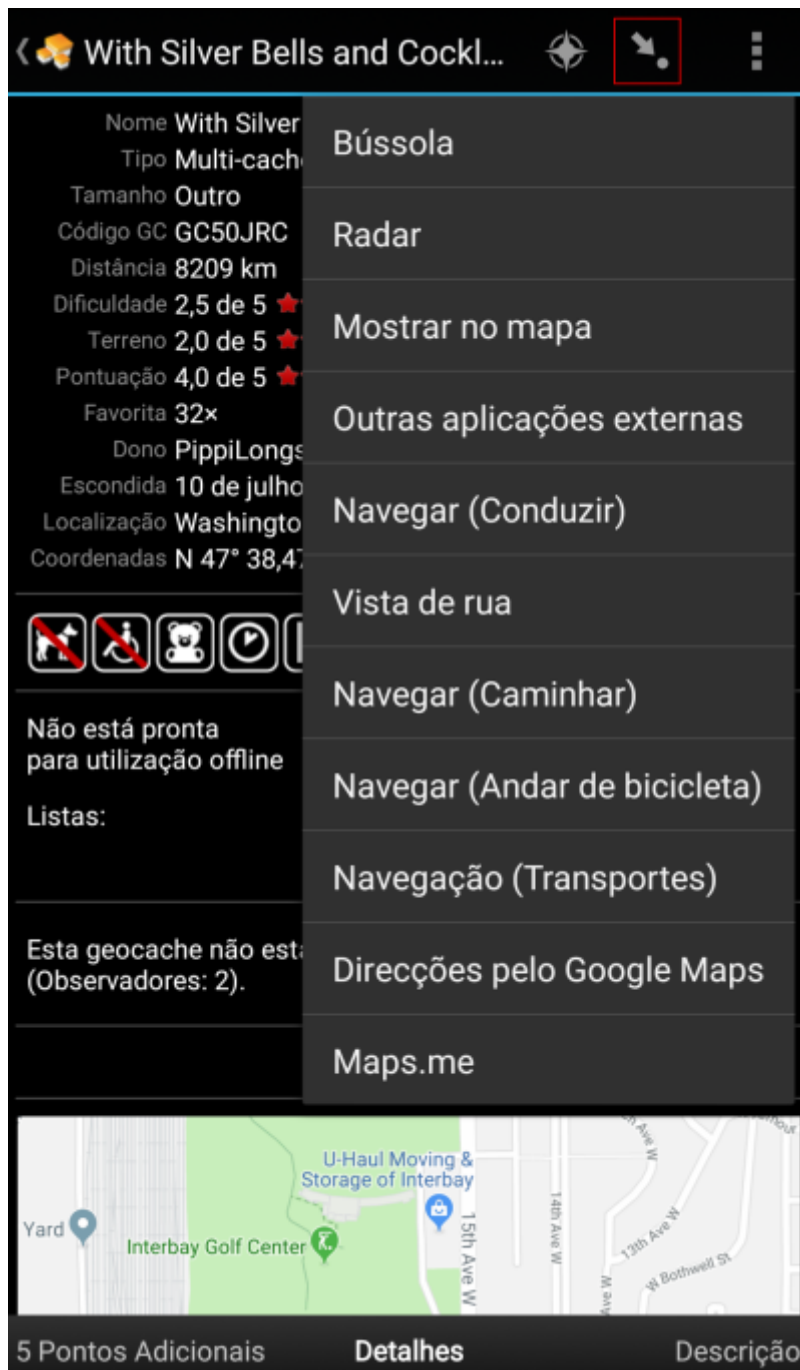 With Silver Bells and Cockl...
Nome With Silver
Tipo Multi-cach
Tamanho Outro
Código GC GC50JRC
Distância 8209 km
Dificuldade 2,5 de 5
Terreno 2,0 de 5
Pontuação 4,0 de 5
Favorita 32×
Dono PippiLongs
Escondida 10 de julho
Localização Washingto
Coordenadas N 47° 38,47
Não está pronta
para utilização offline
Listas:
Esta geocache não est
(Observadores: 2).
Bússola
Radar
Mostrar no mapa
Outras aplicações externas
Navegar (Conduzir)
Vista de rua
Navegar (Caminhar)
Navegar (Andar de bicicleta)
Navegação (Transportes)
Direcções pelo Google Maps
Maps.me
U-Haul Moving &
Storage of Interbay
Yard
Interbay Golf Center
15th Ave W
14th Ave W
13th Ave W
W Bothwell St
Ave W
5 Pontos Adicionais
Detalhes
Descrição